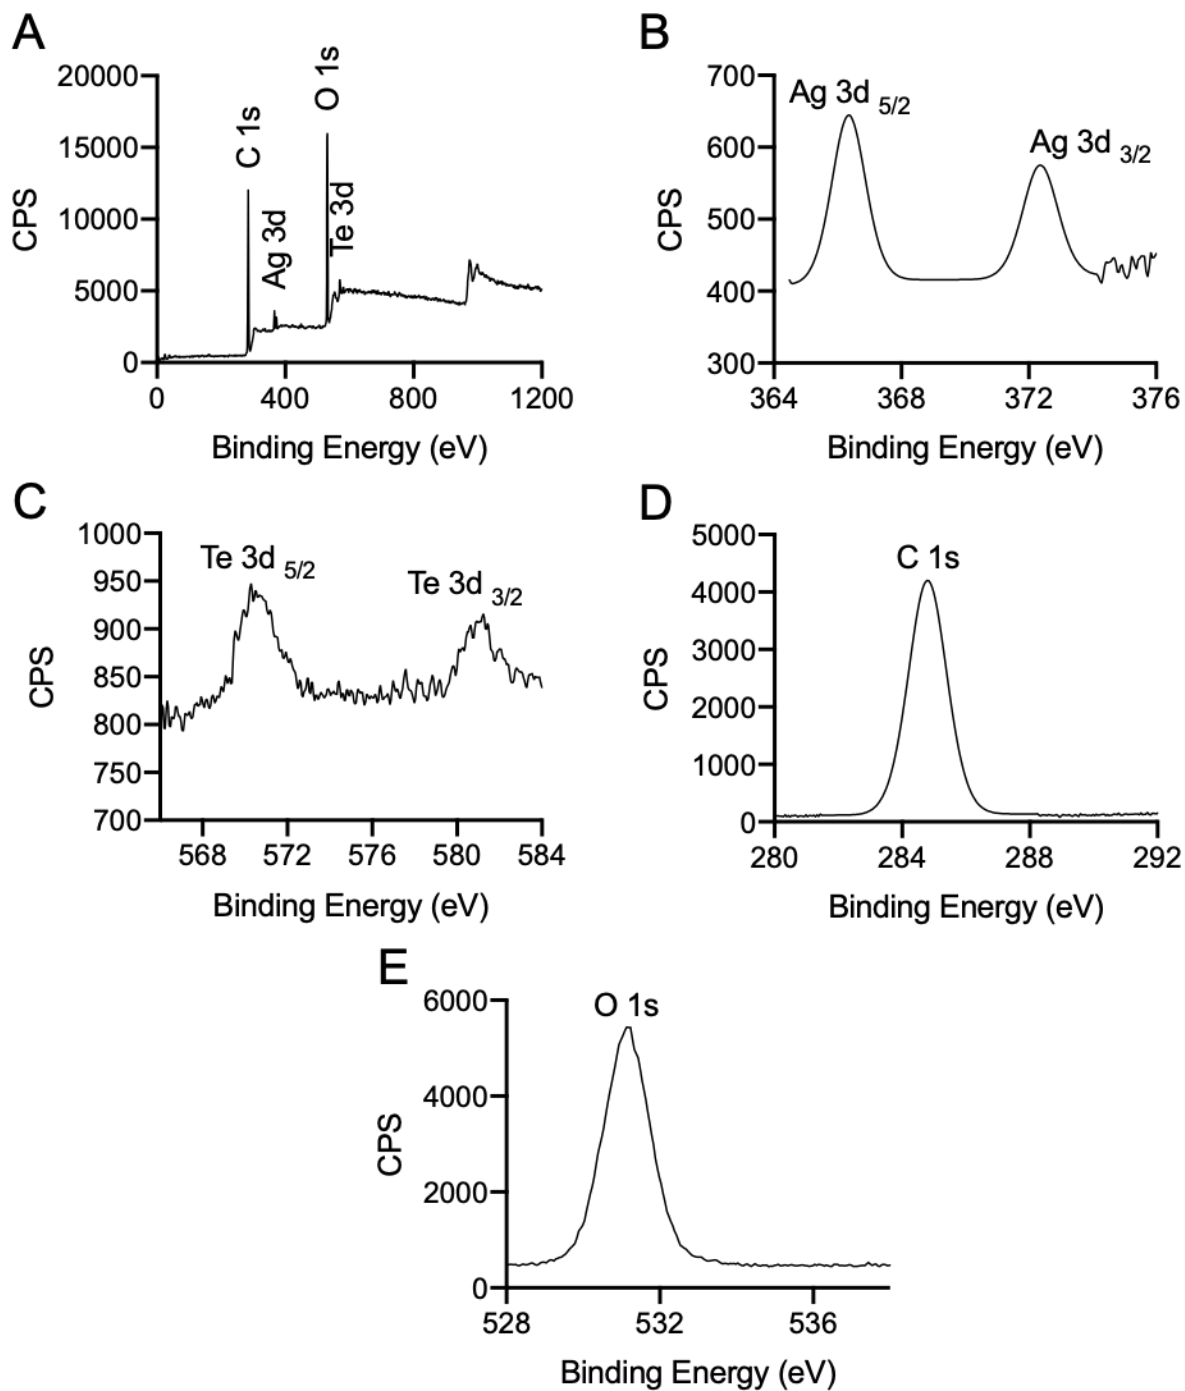 A
20000
15000
10000
5000
0
CPS
C 1s
Ag 3d
O 1s
Te 3d
0 400 800 1200
Binding Energy (eV)
B
700
600
500
400
300
CPS
Ag 3d 5/2
Ag 3d 3/2
364 368 372 376
Binding Energy (eV)
C
1000
950
900
850
800
750
700
CPS
Te 3d 5/2
Te 3d 3/2
568 572 576 580 584
Binding Energy (eV)
D
5000
4000
3000
2000
1000
0
CPS
C 1s
280 284 288 292
Binding Energy (eV)
E
6000
4000
2000
0
CPS
O 1s
528 532 536
Binding Energy (eV)